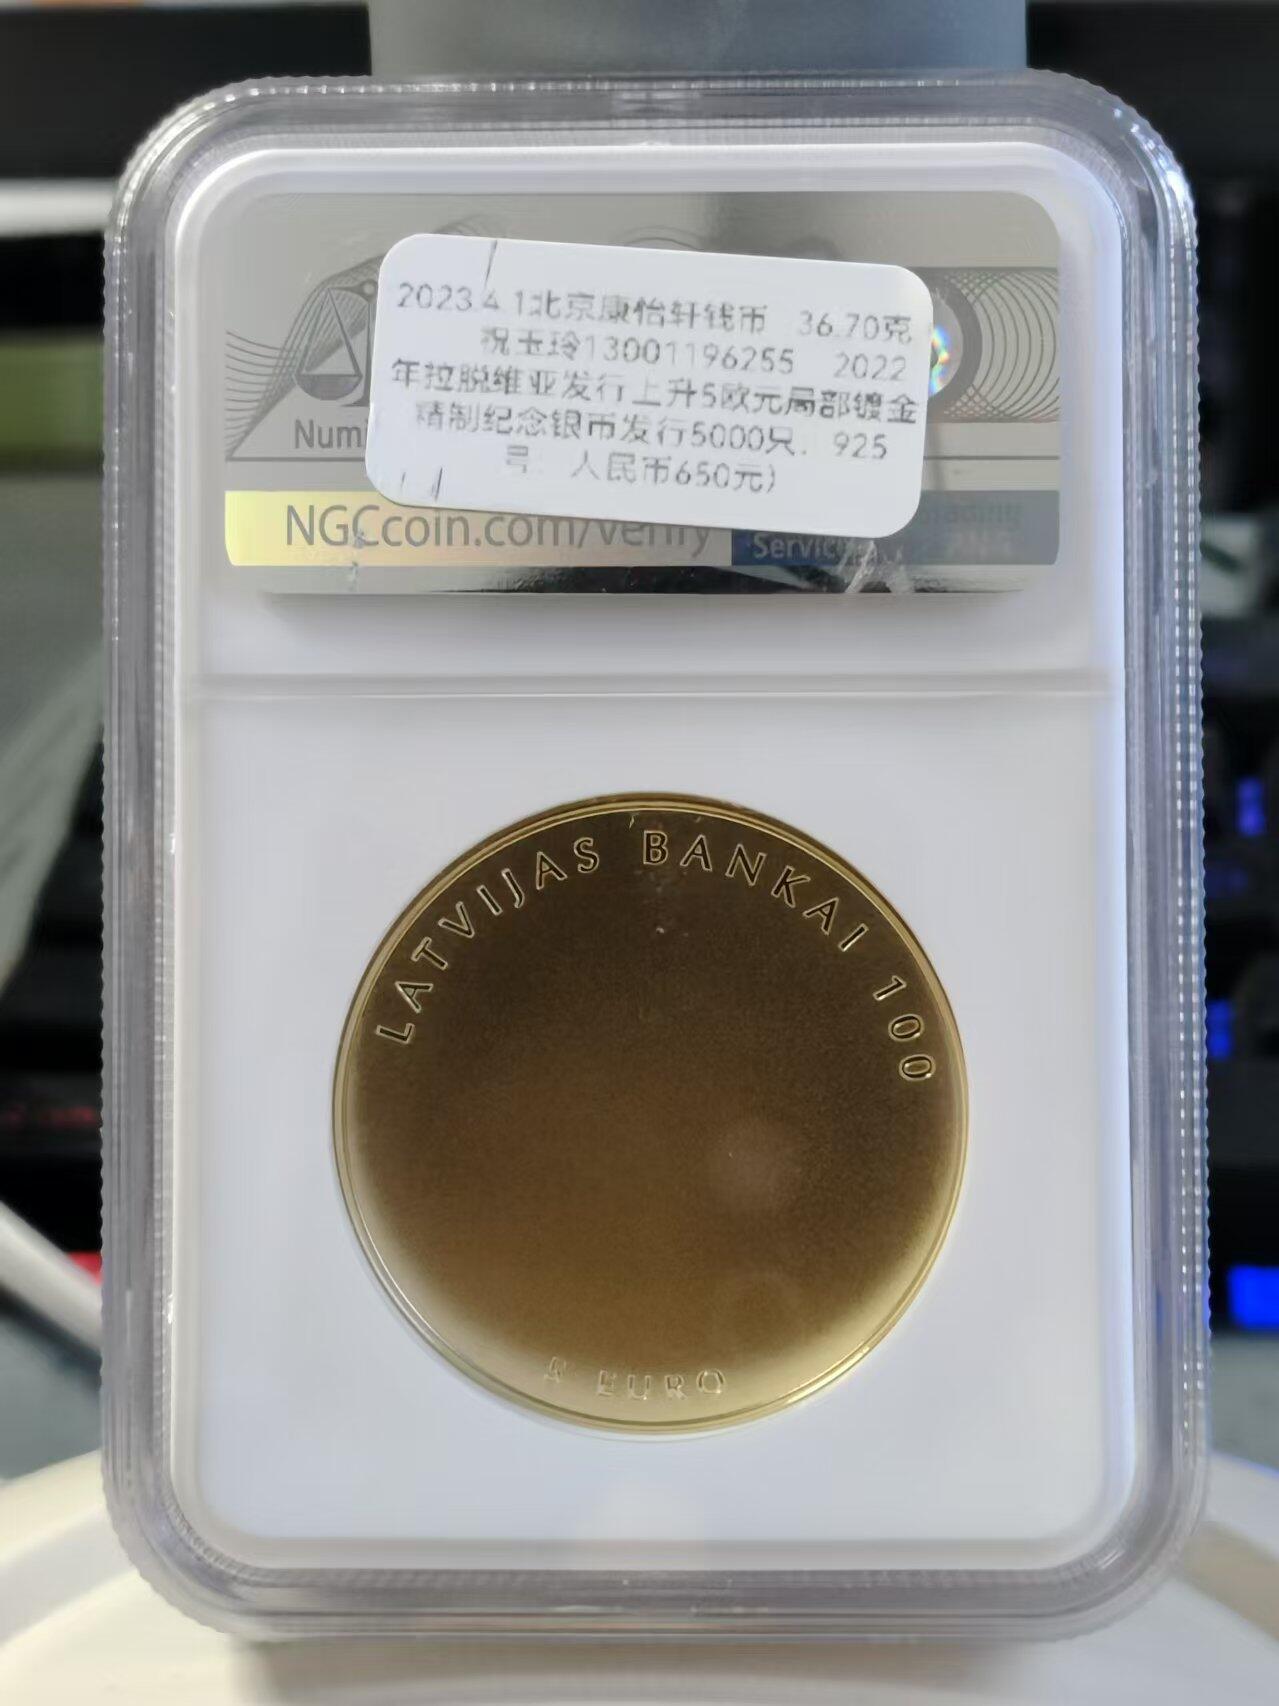 2023.4.1北京康怡轩钱币 36.70克
祝玉玲13001196255 2022
年拉脱维亚发行上升5欧元局部镀金
精制纪念银币发行5000只. 925
号 人民币650元)
Numi
NGCcoin.com/verify
Servic
LATVIJAS BANKAI 100
5 EURO